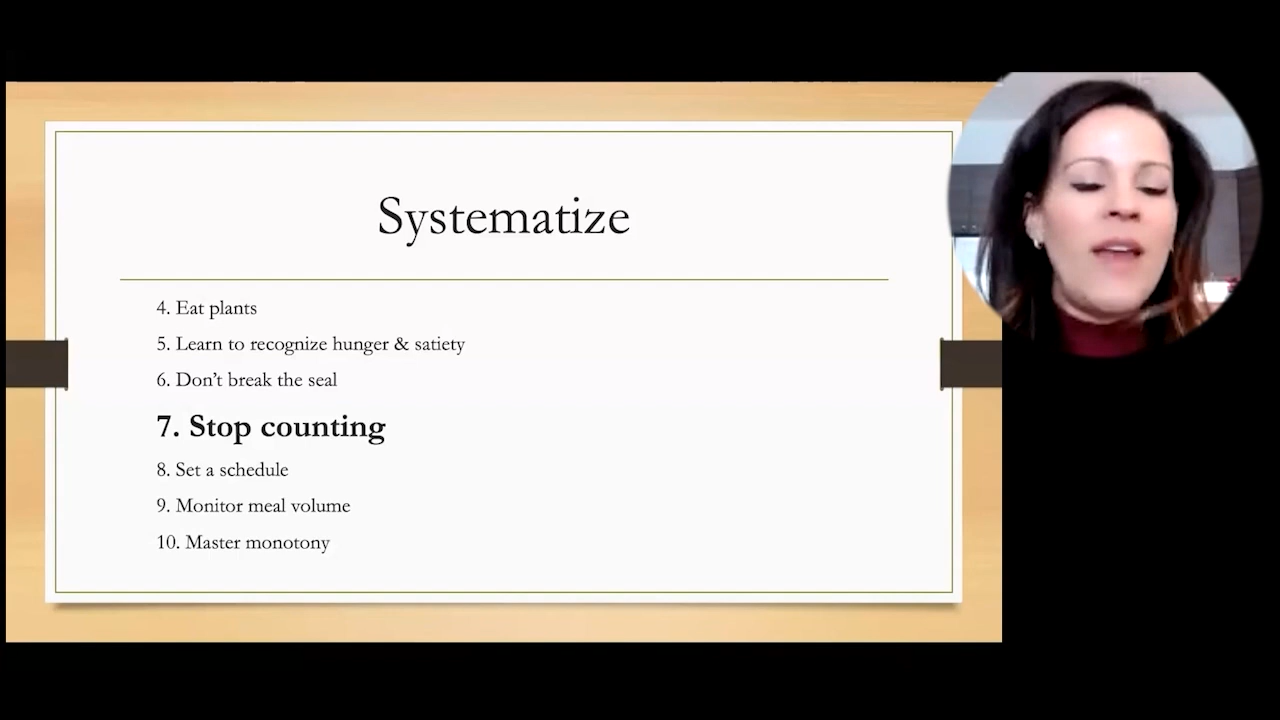 Systematize
4. Eat plants
5. Learn to recognize hunger & satiety
6. Don’t break the seal
7. Stop counting
8. Set a schedule
9. Monitor meal volume
10. Master monotony